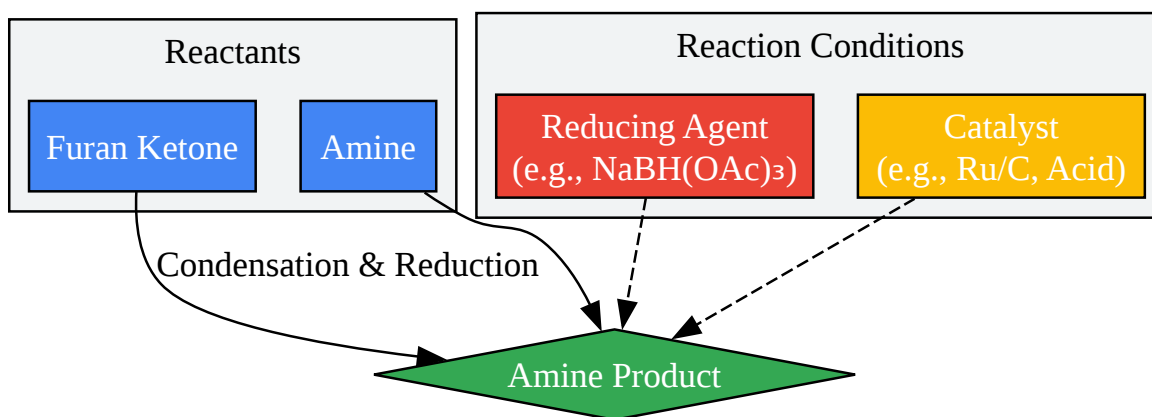 Reactants
Reaction Conditions
Furan Ketone
Amine
Reducing Agent
(e.g., NaBH(OAc)₃)
Catalyst
(e.g., Ru/C, Acid)
Condensation & Reduction
Amine Product